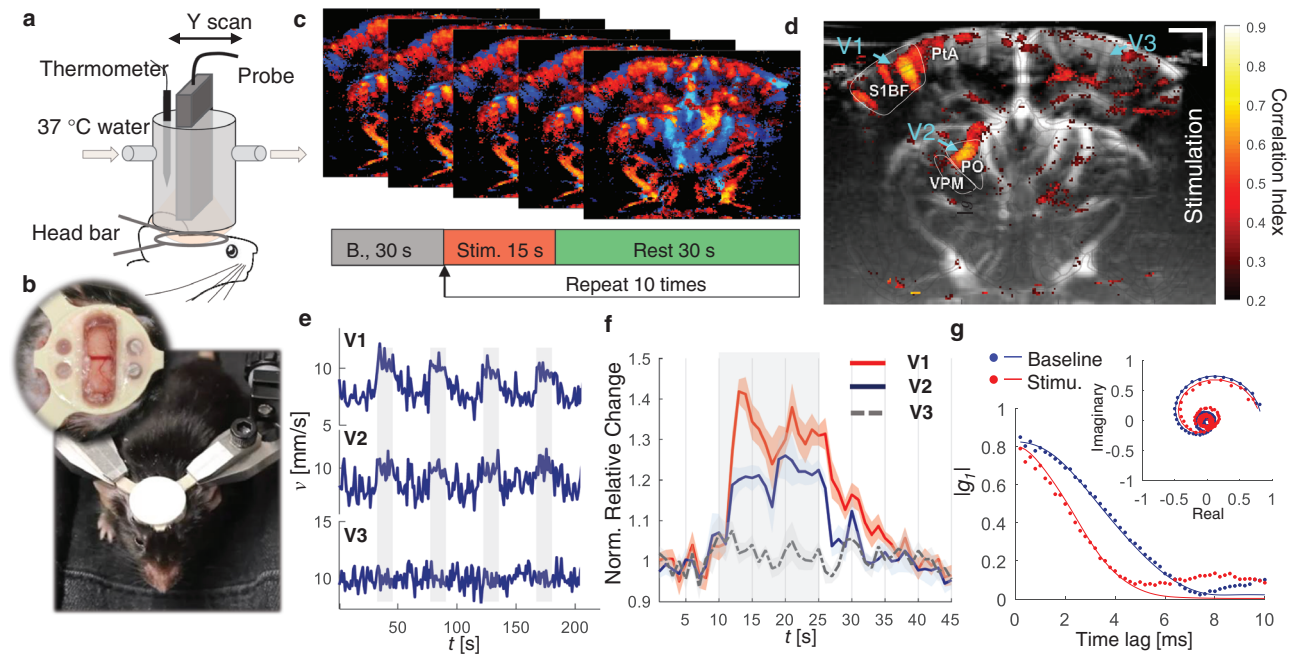 a
Y scan
Thermometer
Probe
37 °C water
Head bar
b
c
B., 30 s
Stim. 15 s
Rest 30 s
Repeat 10 times
d
V1
PtA
V3
S1BF
V2
PO
VPM
Stimulation
0.9
0.8
0.7
0.6
0.5
0.4
0.3
0.2
Correlation Index
e
V1
10
5
V2
10
15
V3
10
50
100
150
200
v [mm/s]
t [s]
f
1.5
1.4
1.3
1.2
1.1
1.0
0.9
Norm. Relative Change
V1
V2
V3
5
10
15
20
25
30
35
40
45
t [s]
g
Baseline
Stimu.
1
0.8
0.6
0.4
0.2
0
|g1|
0
2
4
6
8
10
Time lag [ms]
1
0.5
0
-1
Imaginary
-1
-0.5
0
0.5
1
Real